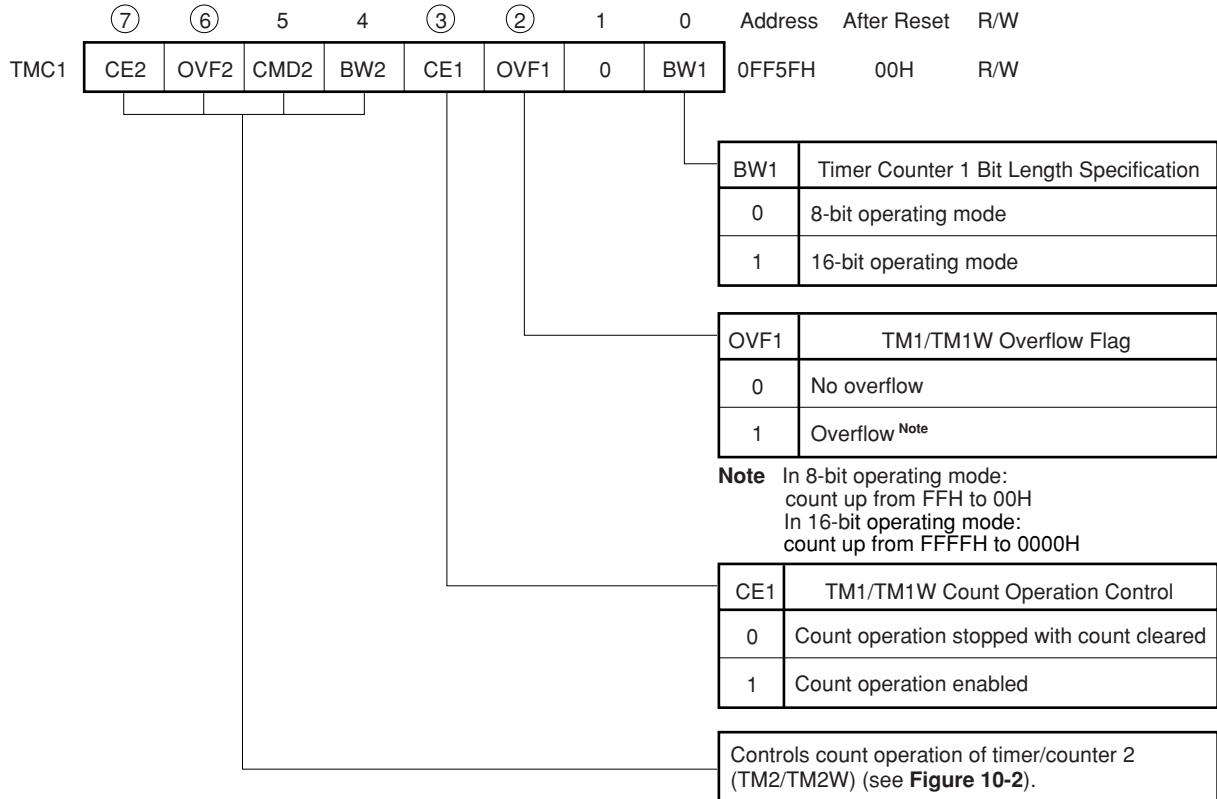 ⑦ ⑥ 5 4 ③ ② 1 0 Address After Reset R/W
TMC1 CE2 OVF2 CMD2 BW2 CE1 OVF1 0 BW1 0FF5FH 00H R/W
BW1 Timer Counter 1 Bit Length Specification
0 8-bit operating mode
1 16-bit operating mode
OVF1 TM1/TM1W Overflow Flag
0 No overflow
1 Overflow Note
Note In 8-bit operating mode:
count up from FFH to 00H
In 16-bit operating mode:
count up from FFFFH to 0000H
CE1 TM1/TM1W Count Operation Control
0 Count operation stopped with count cleared
1 Count operation enabled
Controls count operation of timer/counter 2
(TM2/TM2W) (see Figure 10-2).